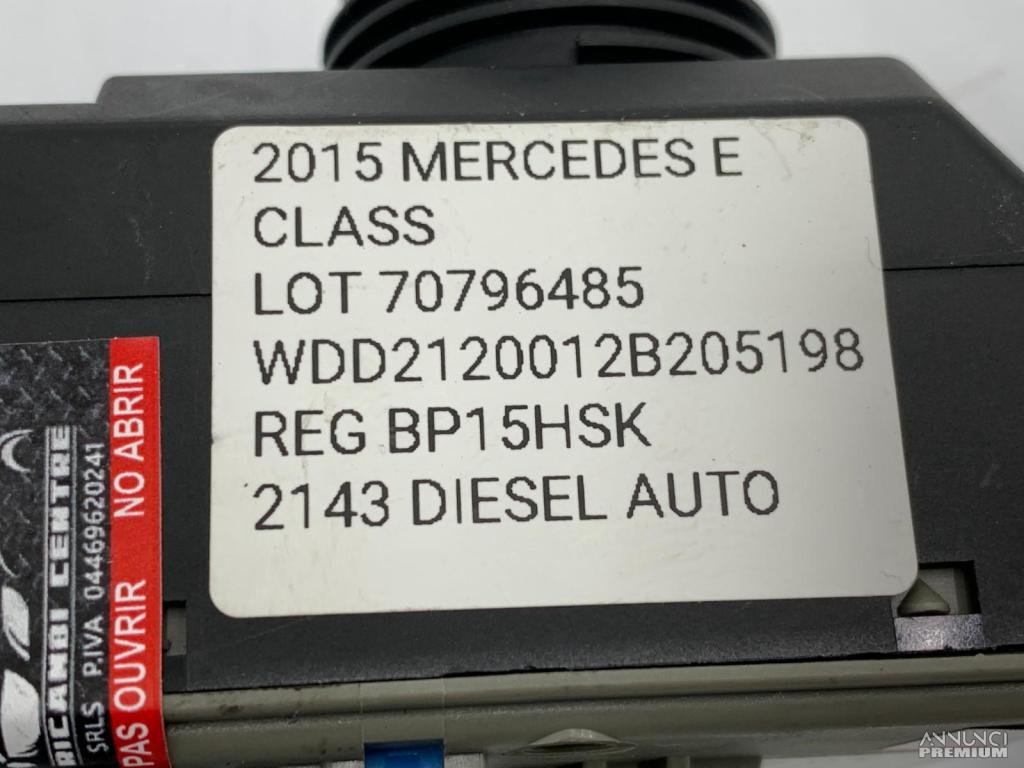 2015 MERCEDES E
CLASS
LOT 70796485
WDD2120012B205198
REG BP15HSK
2143 DIESEL AUTO
RICAMBI CENTRE
SRLS P.IVA 04469620241
PAS OUVRIR NO ABRIR
ANNUNCI
PREMIUM